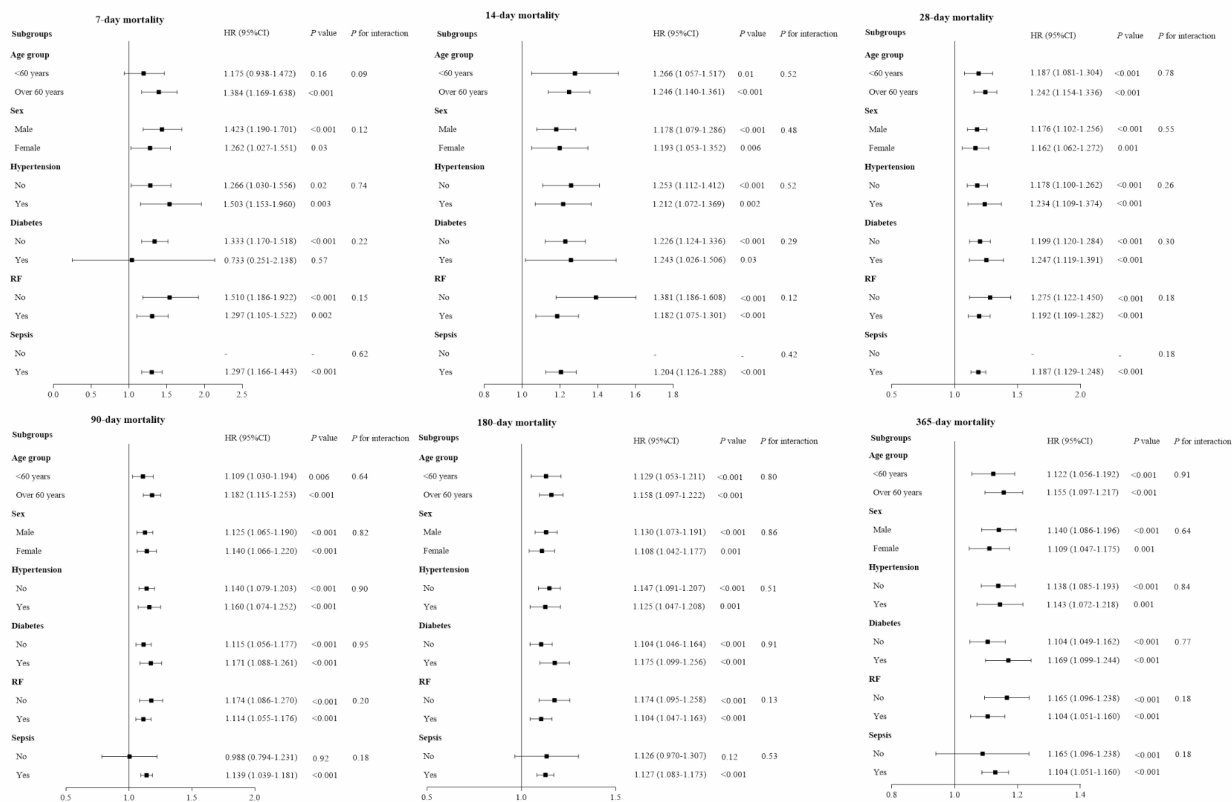 7-day mortality
Subgroups HR (95%CI) P value P for interaction
Age group
<60 years 1.175 (0.938-1.472) 0.16 0.09
Over 60 years 1.384 (1.169-1.638) <0.001
Sex
Male 1.423 (1.190-1.701) <0.001 0.12
Female 1.262 (1.027-1.551) 0.03
Hypertension
No 1.266 (1.030-1.556) 0.02 0.74
Yes 1.503 (1.153-1.960) 0.003
Diabetes
No 1.333 (1.170-1.518) <0.001 0.22
Yes 0.733 (0.251-2.138) 0.57
RF
No 1.510 (1.186-1.922) <0.001 0.15
Yes 1.297 (1.105-1.522) 0.002
Sepsis
No - - 0.62
Yes 1.297 (1.166-1.443) <0.001
0.0 0.5 1.0 1.5 2.0 2.5
14-day mortality
Subgroups HR (95%CI) P value P for interaction
Age group
<60 years 1.266 (1.057-1.517) 0.01 0.52
Over 60 years 1.246 (1.140-1.361) <0.001
Sex
Male 1.178 (1.079-1.286) <0.001 0.48
Female 1.193 (1.053-1.352) 0.006
Hypertension
No 1.253 (1.112-1.412) <0.001 0.52
Yes 1.212 (1.072-1.369) 0.002
Diabetes
No 1.226 (1.124-1.336) <0.001 0.29
Yes 1.243 (1.026-1.506) 0.03
RF
No 1.381 (1.186-1.608) <0.001 0.12
Yes 1.182 (1.075-1.301) <0.001
Sepsis
No - - 0.42
Yes 1.204 (1.126-1.288) <0.001
0.8 1.0 1.2 1.4 1.6 1.8
28-day mortality
Subgroups HR (95%CI) P value P for interaction
Age group
<60 years 1.187 (1.081-1.304) <0.001 0.78
Over 60 years 1.242 (1.154-1.336) <0.001
Sex
Male 1.176 (1.102-1.256) <0.001 0.55
Female 1.162 (1.062-1.272) 0.001
Hypertension
No 1.178 (1.100-1.262) <0.001 0.26
Yes 1.234 (1.109-1.374) <0.001
Diabetes
No 1.199 (1.120-1.284) <0.001 0.30
Yes 1.247 (1.119-1.391) <0.001
RF
No 1.275 (1.122-1.450) <0.001 0.18
Yes 1.192 (1.109-1.282) <0.001
Sepsis
No - - 0.18
Yes 1.187 (1.129-1.248) <0.001
0.5 1.0 1.5 2.0
90-day mortality
Subgroups HR (95%CI) P value P for interaction
Age group
<60 years 1.109 (1.030-1.194) 0.006 0.64
Over 60 years 1.182 (1.115-1.253) <0.001
Sex
Male 1.125 (1.065-1.190) <0.001 0.82
Female 1.140 (1.066-1.220) <0.001
Hypertension
No 1.140 (1.079-1.203) <0.001 0.90
Yes 1.160 (1.074-1.252) <0.001
Diabetes
No 1.115 (1.056-1.177) <0.001 0.95
Yes 1.171 (1.088-1.261) <0.001
RF
No 1.174 (1.086-1.270) <0.001 0.20
Yes 1.114 (1.055-1.176) <0.001
Sepsis
No 0.988 (0.794-1.231) 0.92 0.18
Yes 1.139 (1.039-1.181) <0.001
0.5 1.0 1.5 2.0
180-day mortality
Subgroups HR (95%CI) P value P for interaction
Age group
<60 years 1.129 (1.053-1.211) <0.001 0.80
Over 60 years 1.158 (1.097-1.222) <0.001
Sex
Male 1.130 (1.073-1.191) <0.001 0.86
Female 1.108 (1.042-1.177) 0.001
Hypertension
No 1.147 (1.091-1.207) <0.001 0.51
Yes 1.125 (1.047-1.208) 0.001
Diabetes
No 1.104 (1.046-1.164) <0.001 0.91
Yes 1.175 (1.099-1.256) <0.001
RF
No 1.174 (1.095-1.258) <0.001 0.13
Yes 1.104 (1.047-1.163) <0.001
Sepsis
No 1.126 (0.970-1.307) 0.12 0.53
Yes 1.127 (1.083-1.173) <0.001
0.5 1.0 1.5
365-day mortality
Subgroups HR (95%CI) P value P for interaction
Age group
<60 years 1.122 (1.056-1.192) <0.001 0.91
Over 60 years 1.155 (1.097-1.217) <0.001
Sex
Male 1.140 (1.086-1.196) <0.001 0.64
Female 1.109 (1.047-1.175) 0.001
Hypertension
No 1.138 (1.085-1.193) <0.001 0.84
Yes 1.143 (1.072-1.218) 0.001
Diabetes
No 1.104 (1.049-1.162) <0.001 0.77
Yes 1.169 (1.099-1.244) <0.001
RF
No 1.165 (1.096-1.238) <0.001 0.18
Yes 1.104 (1.051-1.160) <0.001
Sepsis
No 1.165 (1.096-1.238) <0.001 0.18
Yes 1.104 (1.051-1.160) <0.001
0.8 1.0 1.2 1.4